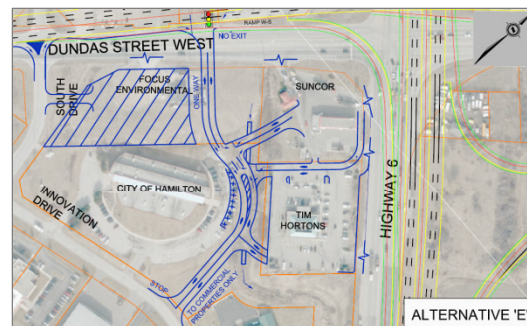 RAMP W-S
DUNDAS STREET WEST
NO EXIT
FOCUS
ENVIRONMENTAL
SOUTH
DRIVE
ONE WAY
SUNCOR
CITY OF HAMILTON
INNOVATION
DRIVE
TIM
HORTONS
HIGHWAY 6
STOP
TO COMMERCIAL
PROPERTIES ONLY
ALTERNATIVE 'E